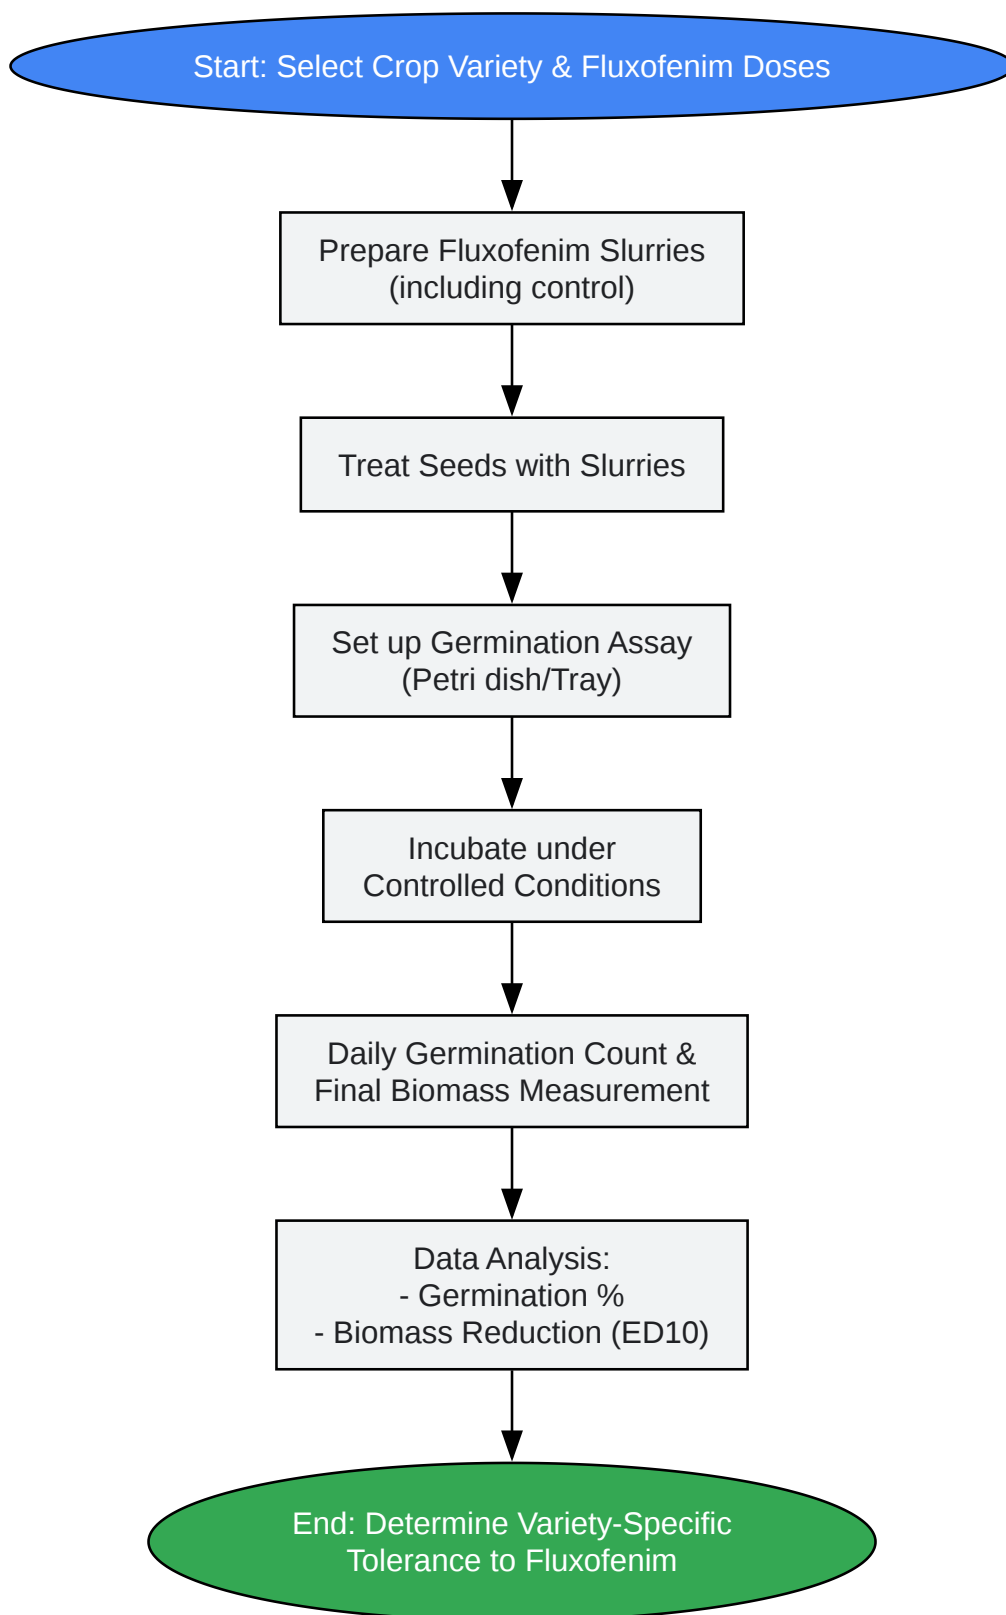 Start: Select Crop Variety & Fluxofenim Doses
Prepare Fluxofenim Slurries
(including control)
Treat Seeds with Slurries
Set up Germination Assay
(Petri dish/Tray)
Incubate under
Controlled Conditions
Daily Germination Count &
Final Biomass Measurement
Data Analysis:
- Germination %
- Biomass Reduction (ED10)
End: Determine Variety-Specific
Tolerance to Fluxofenim